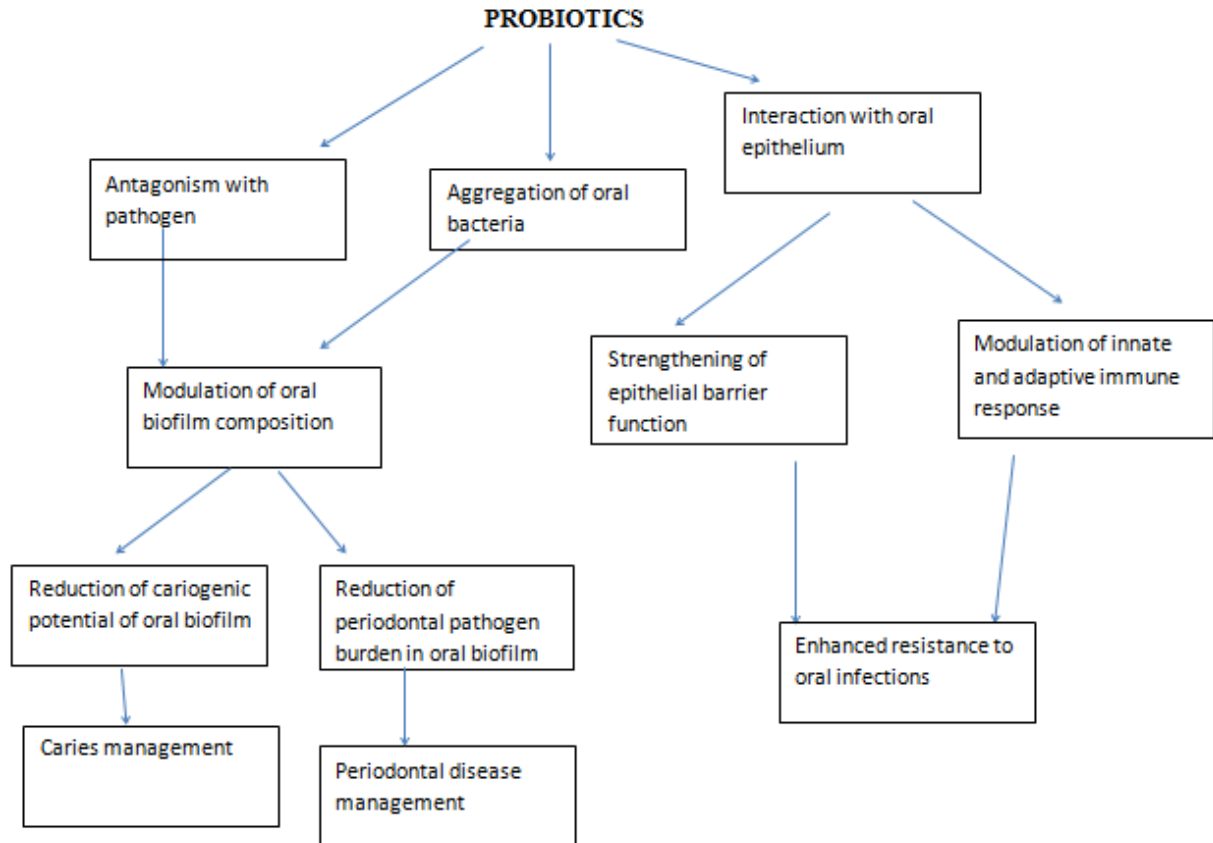 PROBIOTICS
Interaction with oral
epithelium
Antagonism with
pathogen
Aggregation of oral
bacteria
Strengthening of
epithelial barrier
function
Modulation of innate
and adaptive immune
response
Modulation of oral
biofilm composition
Reduction of cariogenic
potential of oral biofilm
Reduction of
periodontal pathogen
burden in oral biofilm
Enhanced resistance to
oral infections
Caries management
Periodontal disease
management